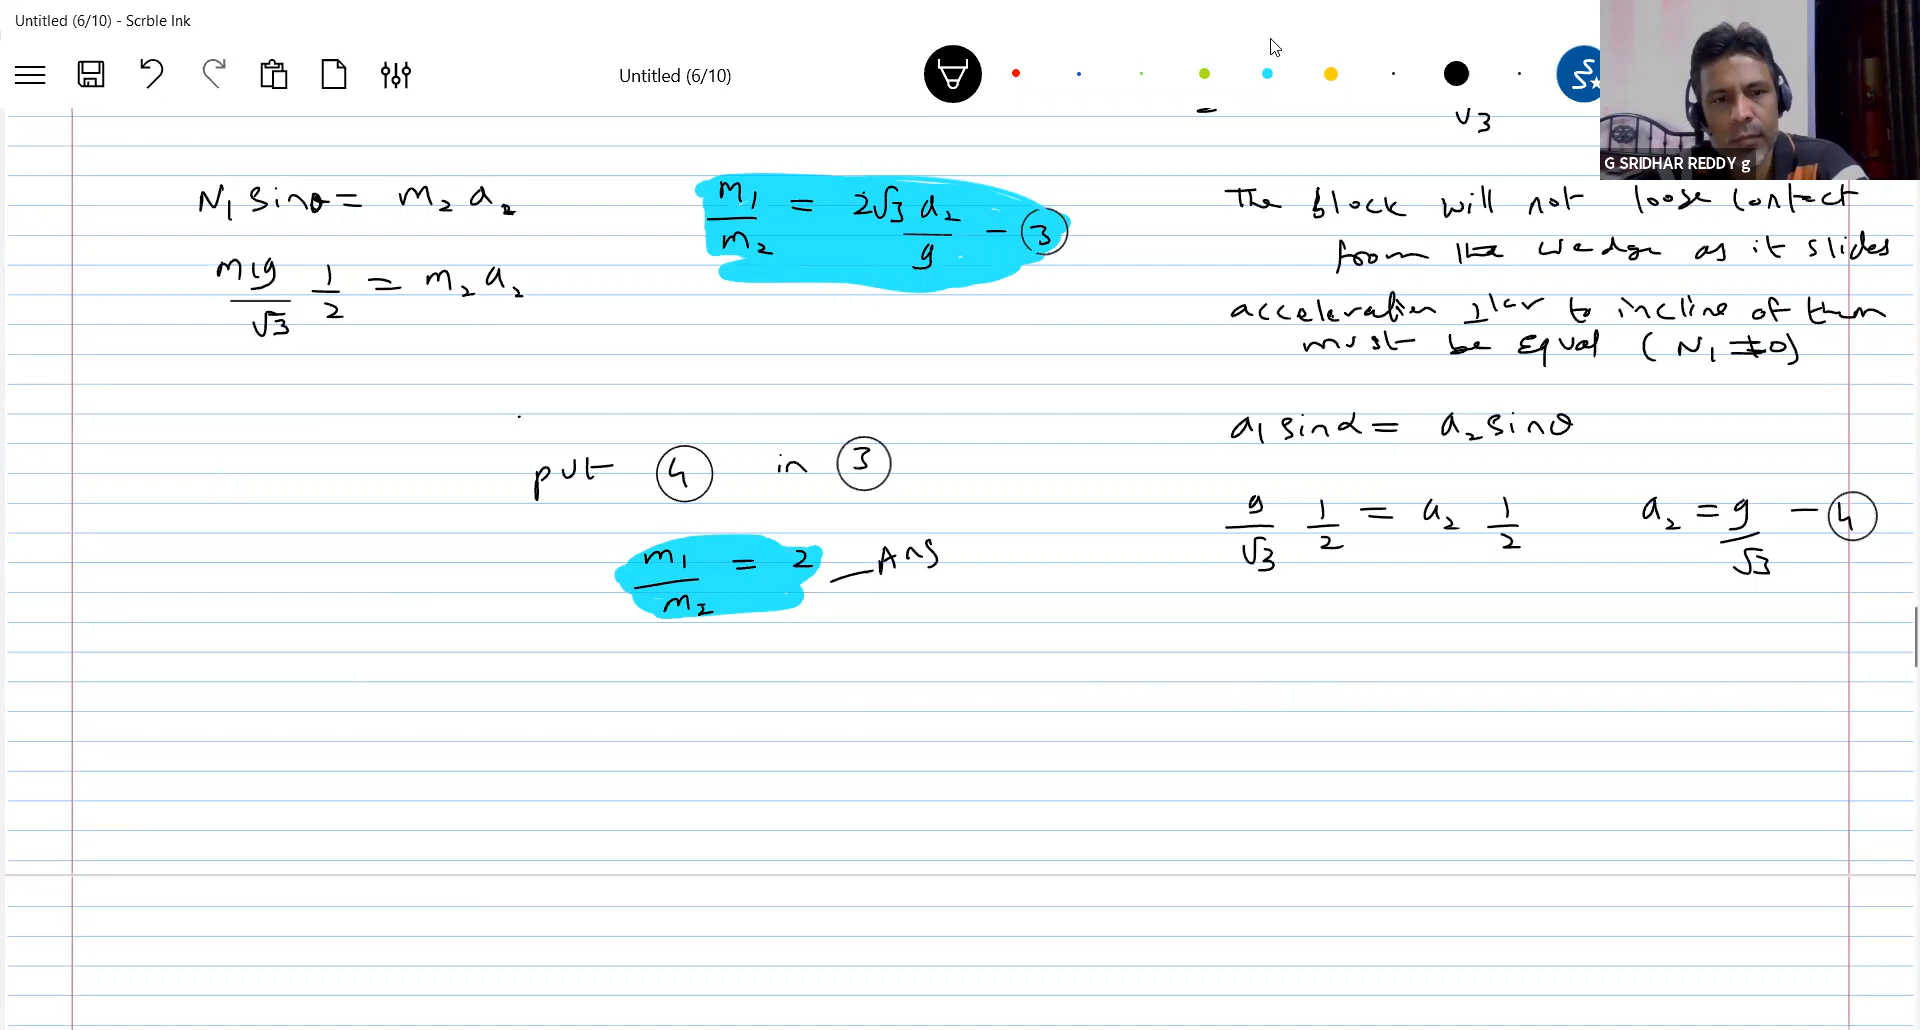 Untitled (6/10) - Scrble Ink
Untitled (6/10)
G SRIDHAR REDDY g
√3
N₁ sinθ = m₂ a₂
m₁g/√3 1/2 = m₂ a₂
m₁/m₂ = 2√3 a₂/g - ③
put ④ in ③
m₁/m₂ = 2 — Ans
The block will not loose contact
from the wedge as it slides
acceleration ⊥lar to incline of them
must be equal ( N₁ ≠ 0)
a₁ sinα = a₂ sinθ
g/√3 1/2 = a₂ 1/2 a₂ = g/√3 - ④